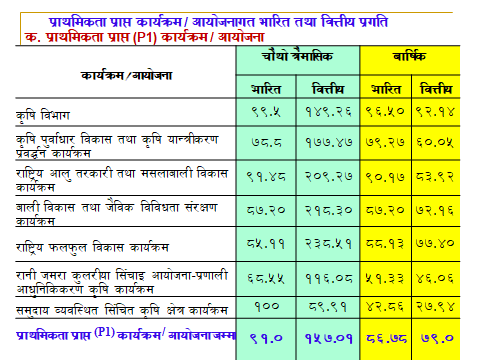 प्राथमिकता प्राप्त कार्यक्रम / आयोजनागत भारित तथा वित्तीय प्रगति
क. प्राथमिकता प्राप्त (P1) कार्यक्रम / आयोजना
कार्यक्रम /आयोजना चौथो त्रैमासिक बार्षिक
भारित वित्तीय भारित वित्तीय
कृषि विभाग ९९.५ १४९.२६ ९६.५० ९२.१४
कृषि पुर्वाधार विकास तथा कृषि यान्त्रीकरण
प्रवर्द्धन कार्यक्रम ७८.८ १७७.४७ ७९.२७ ६०.०५
राष्ट्रिय आलु तरकारी तथा मसलाबाली विकास
कार्यक्रम ९१.४८ २०९.२७ ९०.१७ ८३.९२
बाली विकास तथा जैविक विविधता संरक्षण
कार्यक्रम ८७.२० २१८.३० ८७.२० ७२.१६
राष्ट्रिय फलफुल विकास कार्यक्रम ८५.११ २३८.५१ ८८.१३ ७७.४०
रानी जमरा कुलरीया सिंचाइ आयोजना-प्रणाली
आधुनिकिकरण कृषि कार्यक्रम ६८.५५ ११६.०८ ५१.३३ ४६.०६
समुदाय व्यवस्थित सिंचित कृषि क्षेत्र कार्यक्रम १०० ८९.९१ ४२.८६ २७.९४
प्राथमिकता प्राप्त (P1) कार्यक्रम / आयोजना जम्मा ९१.० १५७.०१ ८६.७८ ७९.०